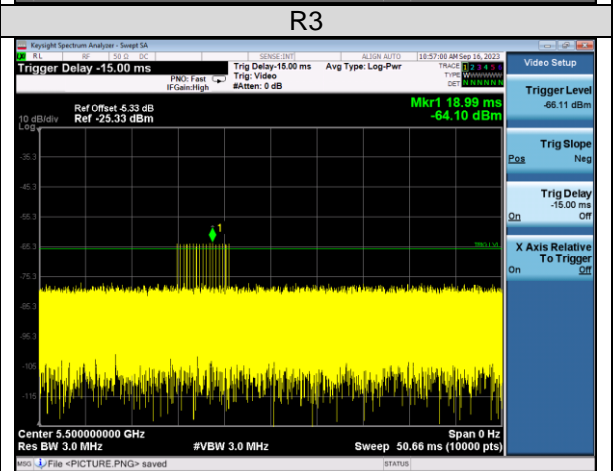 R3
Keysight Spectrum Analyzer - Swept SA
RL RF 50 Ω DC SENSE:INT ALIGN AUTO 10:57:00 AM Sep 16, 2023
Trigger Delay -15.00 ms
PNO: Fast
IFGain:High
Trig Delay-15.00 ms
Trig: Video
#Atten: 0 dB
Avg Type: Log-Pwr
TRACE 1 2 3 4 5 6
TYPE WWWWWW
DET N N N N N N
Ref Offset -5.33 dB
Ref -25.33 dBm
10 dB/div
Log
Mkr1 18.99 ms
-64.10 dBm
-35.3
-45.3
-55.3
-65.3
-75.3
-85.3
-95.3
-105
-115
1
TRIG LVL
Center 5.500000000 GHz
Res BW 3.0 MHz
#VBW 3.0 MHz
Span 0 Hz
Sweep 50.66 ms (10000 pts)
MSG File <PICTURE.PNG> saved
STATUS
Video Setup
Trigger Level
-66.11 dBm
Trig Slope
Pos Neg
Trig Delay
-15.00 ms
On Off
X Axis Relative
To Trigger
On Off